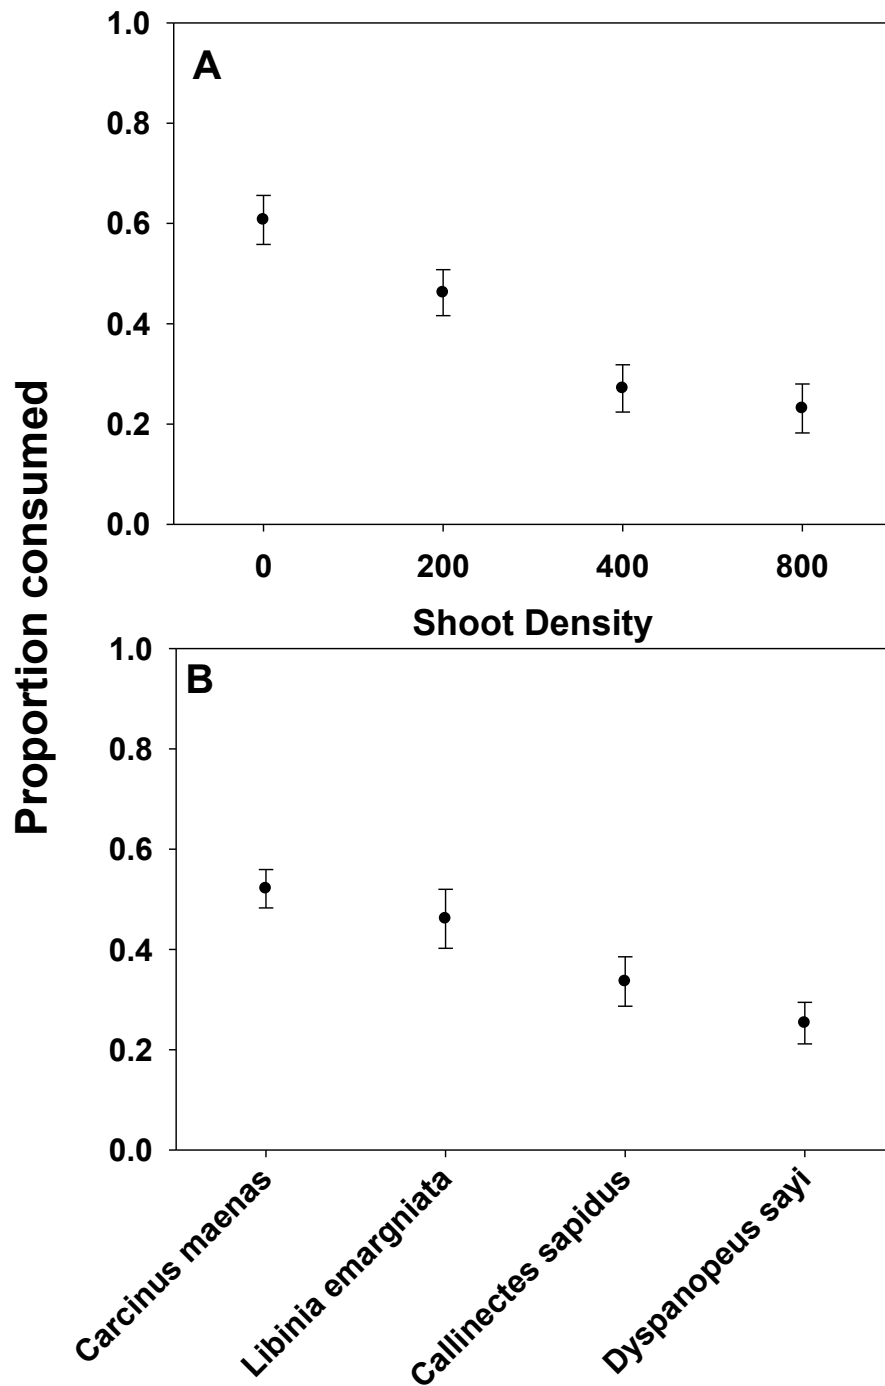 Proportion consumed
A
1.0
0.8
0.6
0.4
0.2
0.0
0 200 400 800
Shoot Density
B
1.0
0.8
0.6
0.4
0.2
0.0
Carcinus maenas
Libinia emargniata
Callinectes sapidus
Dyspanopeus sayi